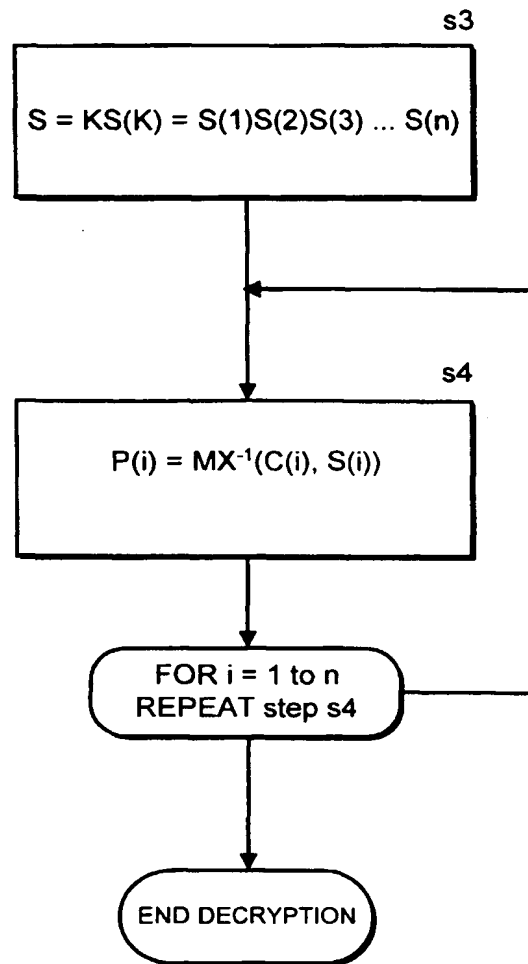 s3
S = KS(K) = S(1)S(2)S(3) ... S(n)
s4
P(i) = MX⁻¹(C(i), S(i))
FOR i = 1 to n
REPEAT step s4
END DECRYPTION